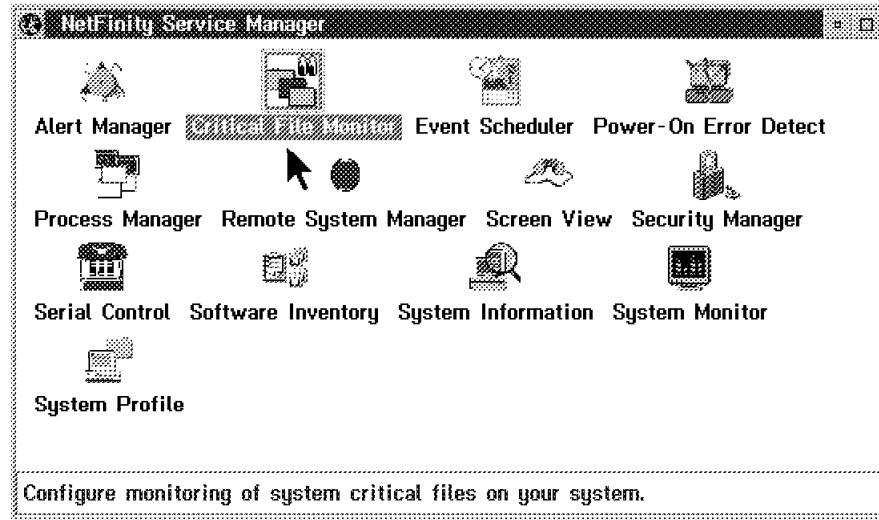 NetFinity Service Manager
Alert Manager Critical File Monitor Event Scheduler Power-On Error Detect
Process Manager Remote System Manager Screen View Security Manager
Serial Control Software Inventory System Information System Monitor
System Profile
Configure monitoring of system critical files on your system.